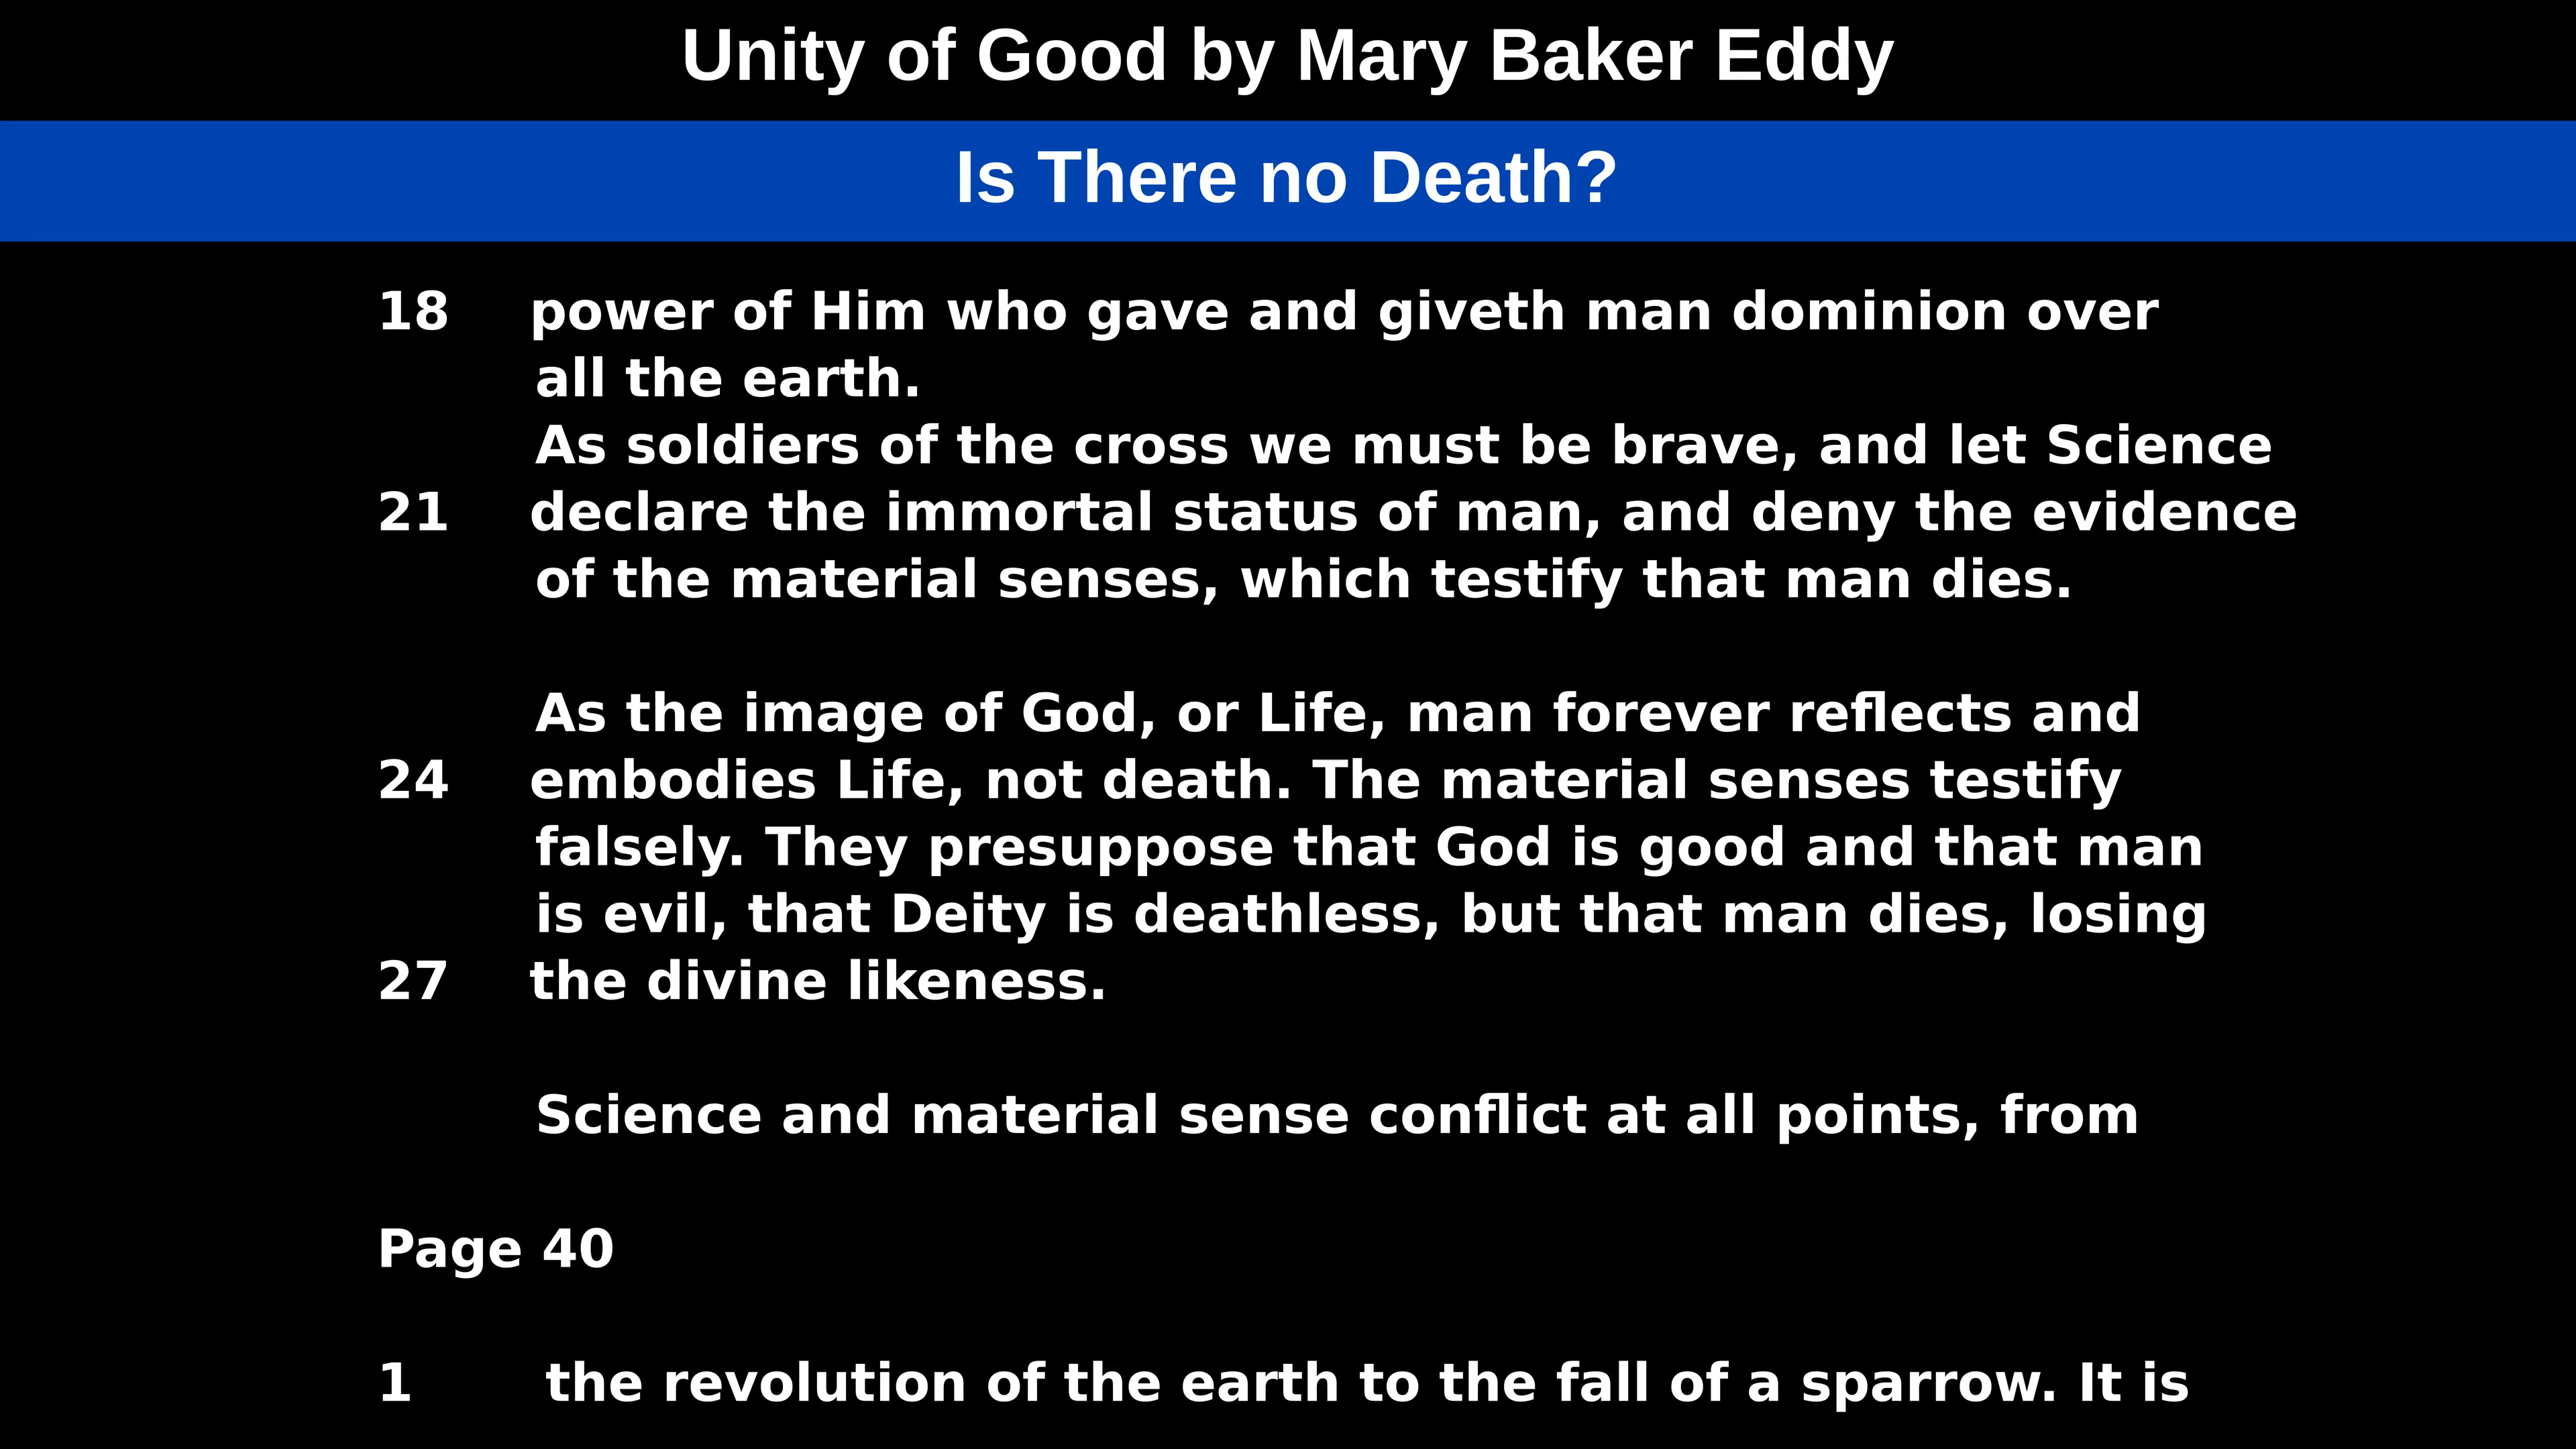 Unity of Good by Mary Baker Eddy
Is There no Death?
18 power of Him who gave and giveth man dominion over
all the earth.
As soldiers of the cross we must be brave, and let Science
21 declare the immortal status of man, and deny the evidence
of the material senses, which testify that man dies.
As the image of God, or Life, man forever reflects and
24 embodies Life, not death. The material senses testify
falsely. They presuppose that God is good and that man
is evil, that Deity is deathless, but that man dies, losing
27 the divine likeness.
Science and material sense conflict at all points, from
Page 40
1 the revolution of the earth to the fall of a sparrow. It is